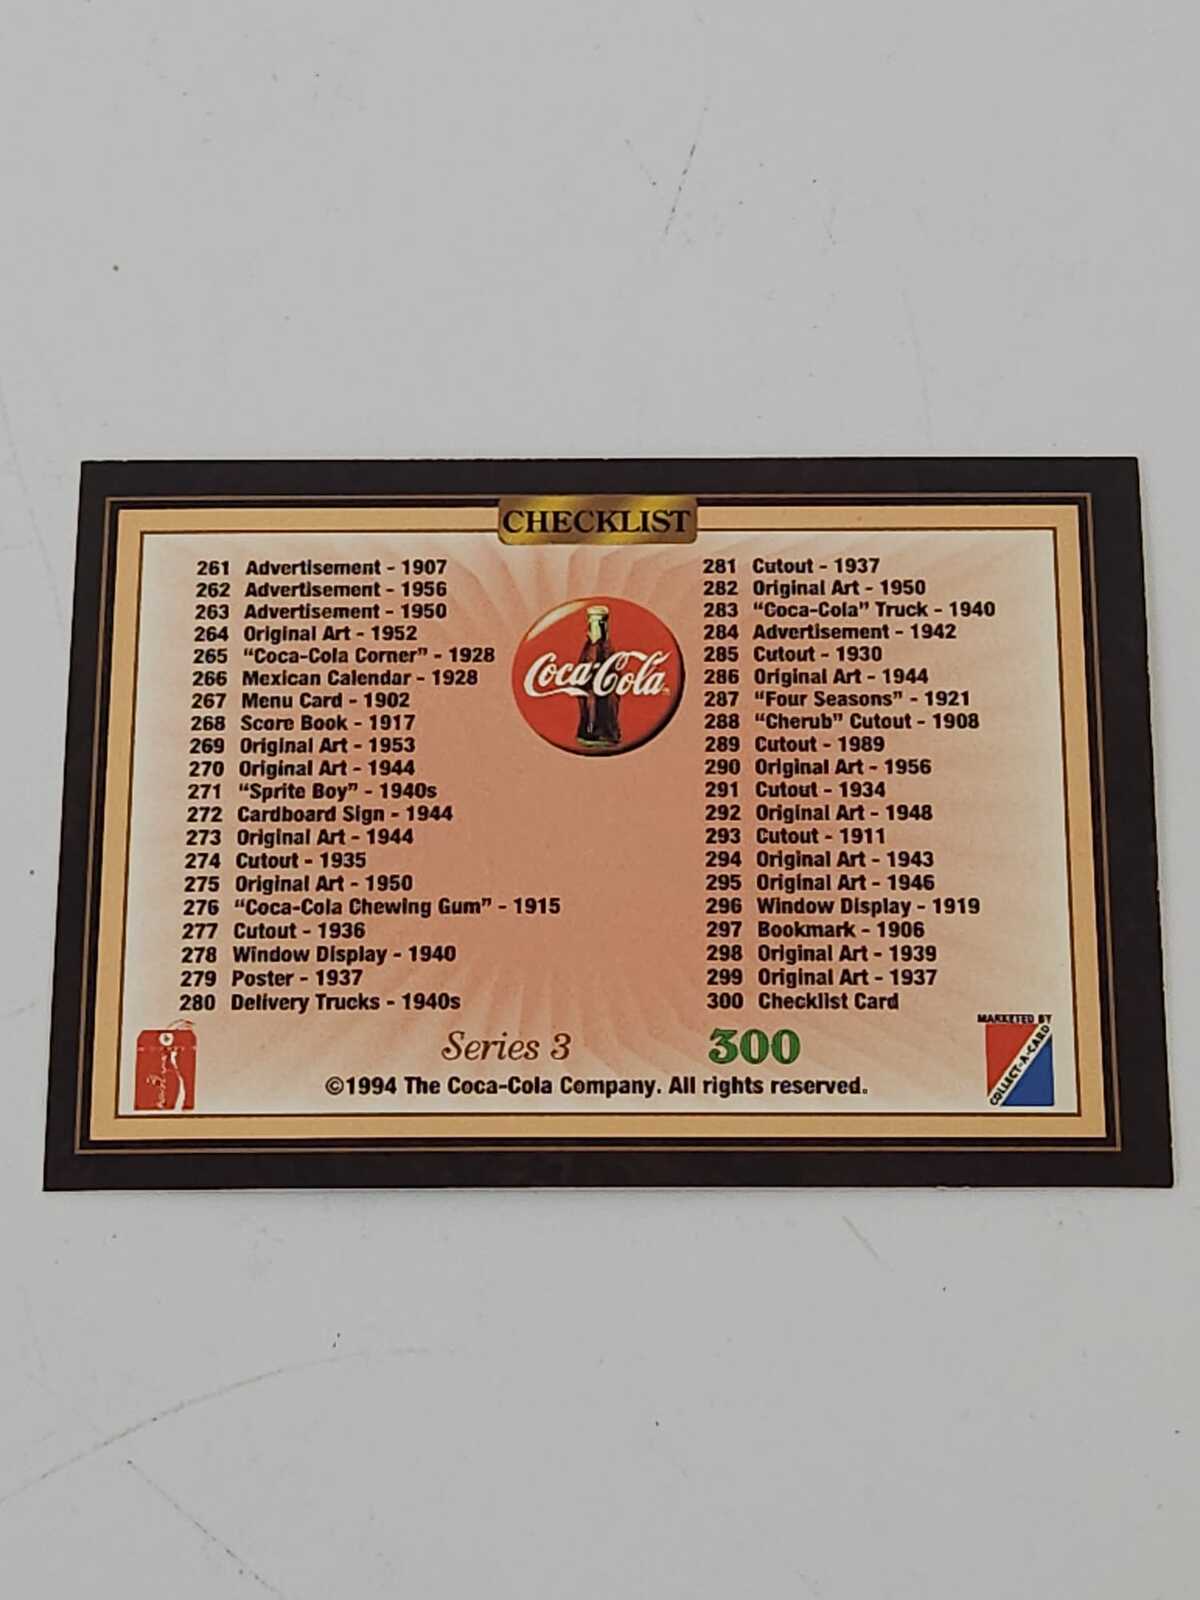 CHECKLIST
261 Advertisement - 1907
262 Advertisement - 1956
263 Advertisement - 1950
264 Original Art - 1952
265 "Coca-Cola Corner" - 1928
266 Mexican Calendar - 1928
267 Menu Card - 1902
268 Score Book - 1917
269 Original Art - 1953
270 Original Art - 1944
271 "Sprite Boy" - 1940s
272 Cardboard Sign - 1944
273 Original Art - 1944
274 Cutout - 1935
275 Original Art - 1950
276 "Coca-Cola Chewing Gum" - 1915
277 Cutout - 1936
278 Window Display - 1940
279 Poster - 1937
280 Delivery Trucks - 1940s
Coca-Cola
281 Cutout - 1937
282 Original Art - 1950
283 "Coca-Cola" Truck - 1940
284 Advertisement - 1942
285 Cutout - 1930
286 Original Art - 1944
287 "Four Seasons" - 1921
288 "Cherub" Cutout - 1908
289 Cutout - 1989
290 Original Art - 1956
291 Cutout - 1934
292 Original Art - 1948
293 Cutout - 1911
294 Original Art - 1943
295 Original Art - 1946
296 Window Display - 1919
297 Bookmark - 1906
298 Original Art - 1939
299 Original Art - 1937
300 Checklist Card
Series 3
300
MARKETED BY
COLLECT-A-CARD
©1994 The Coca-Cola Company. All rights reserved.